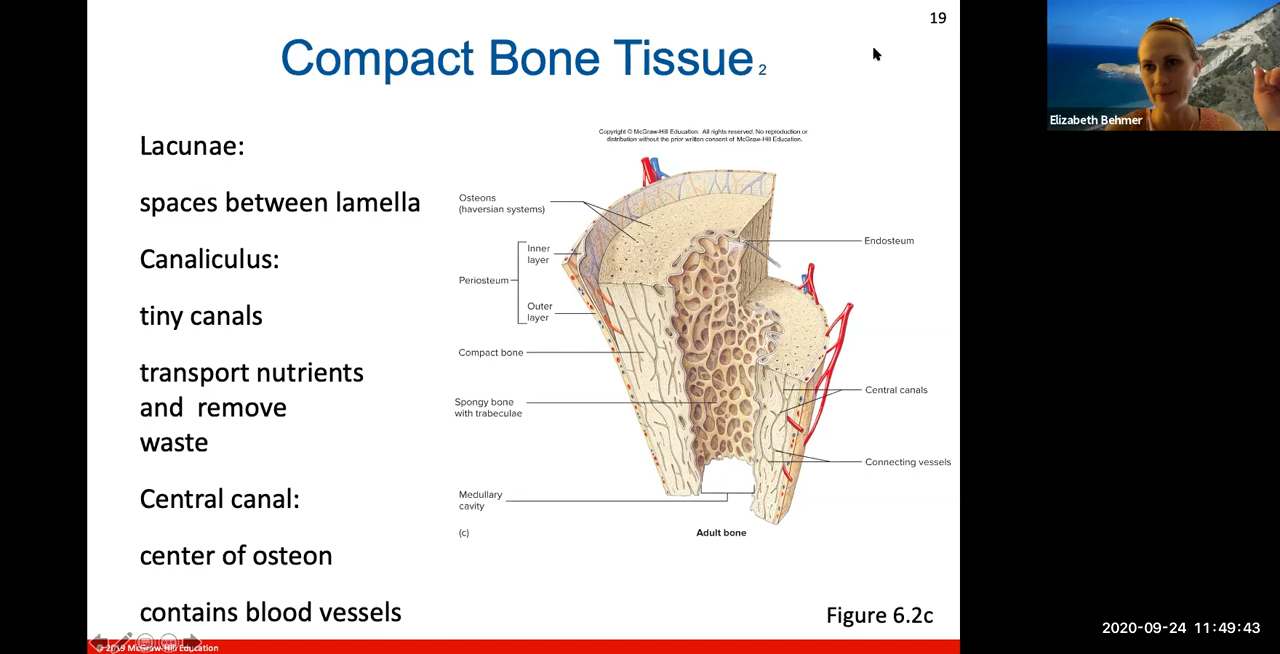 19
Compact Bone Tissue 2
Elizabeth Behmer
Lacunae:
spaces between lamella
Canaliculus:
tiny canals
transport nutrients
and remove
waste
Central canal:
center of osteon
contains blood vessels
Copyright © McGraw-Hill Education. All rights reserved. No reproduction or
distribution without the prior written consent of McGraw-Hill Education.
Osteons
(haversian systems)
Inner
layer
Periosteum
Outer
layer
Compact bone
Spongy bone
with trabeculae
Medullary
cavity
(c)
Endosteum
Central canals
Connecting vessels
Adult bone
Figure 6.2c
© 2019 McGraw-Hill Education
2020-09-24 11:49:43